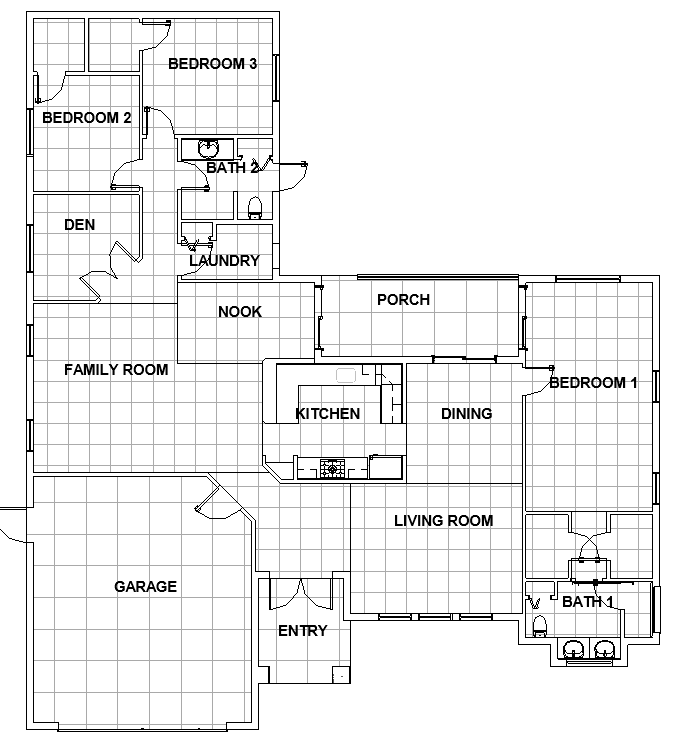 BEDROOM 3
BEDROOM 2
BATH 2
DEN
LAUNDRY
PORCH
NOOK
FAMILY ROOM
BEDROOM 1
KITCHEN
DINING
LIVING ROOM
GARAGE
BATH 1
ENTRY